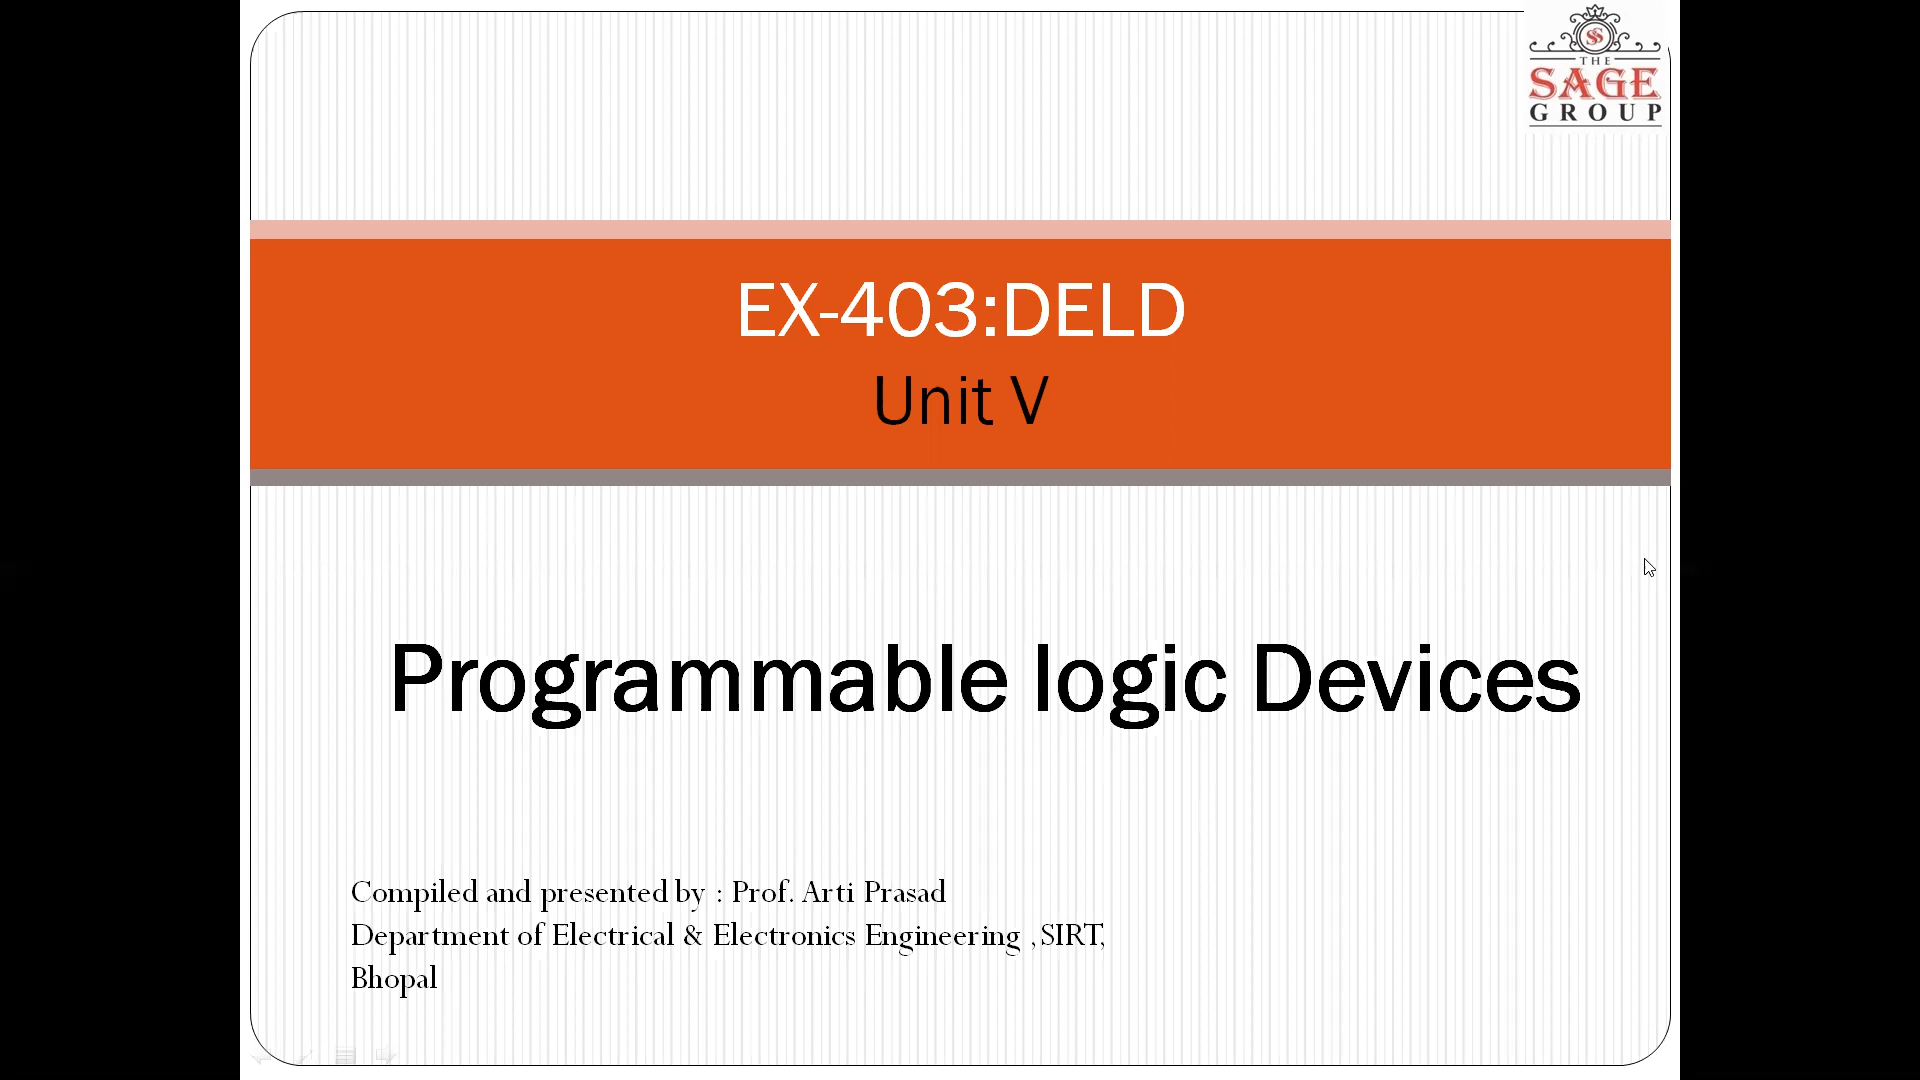 THE
SAGE
GROUP
EX-403:DELD
Unit V
Programmable logic Devices
Compiled and presented by : Prof. Arti Prasad
Department of Electrical & Electronics Engineering ,SIRT,
Bhopal